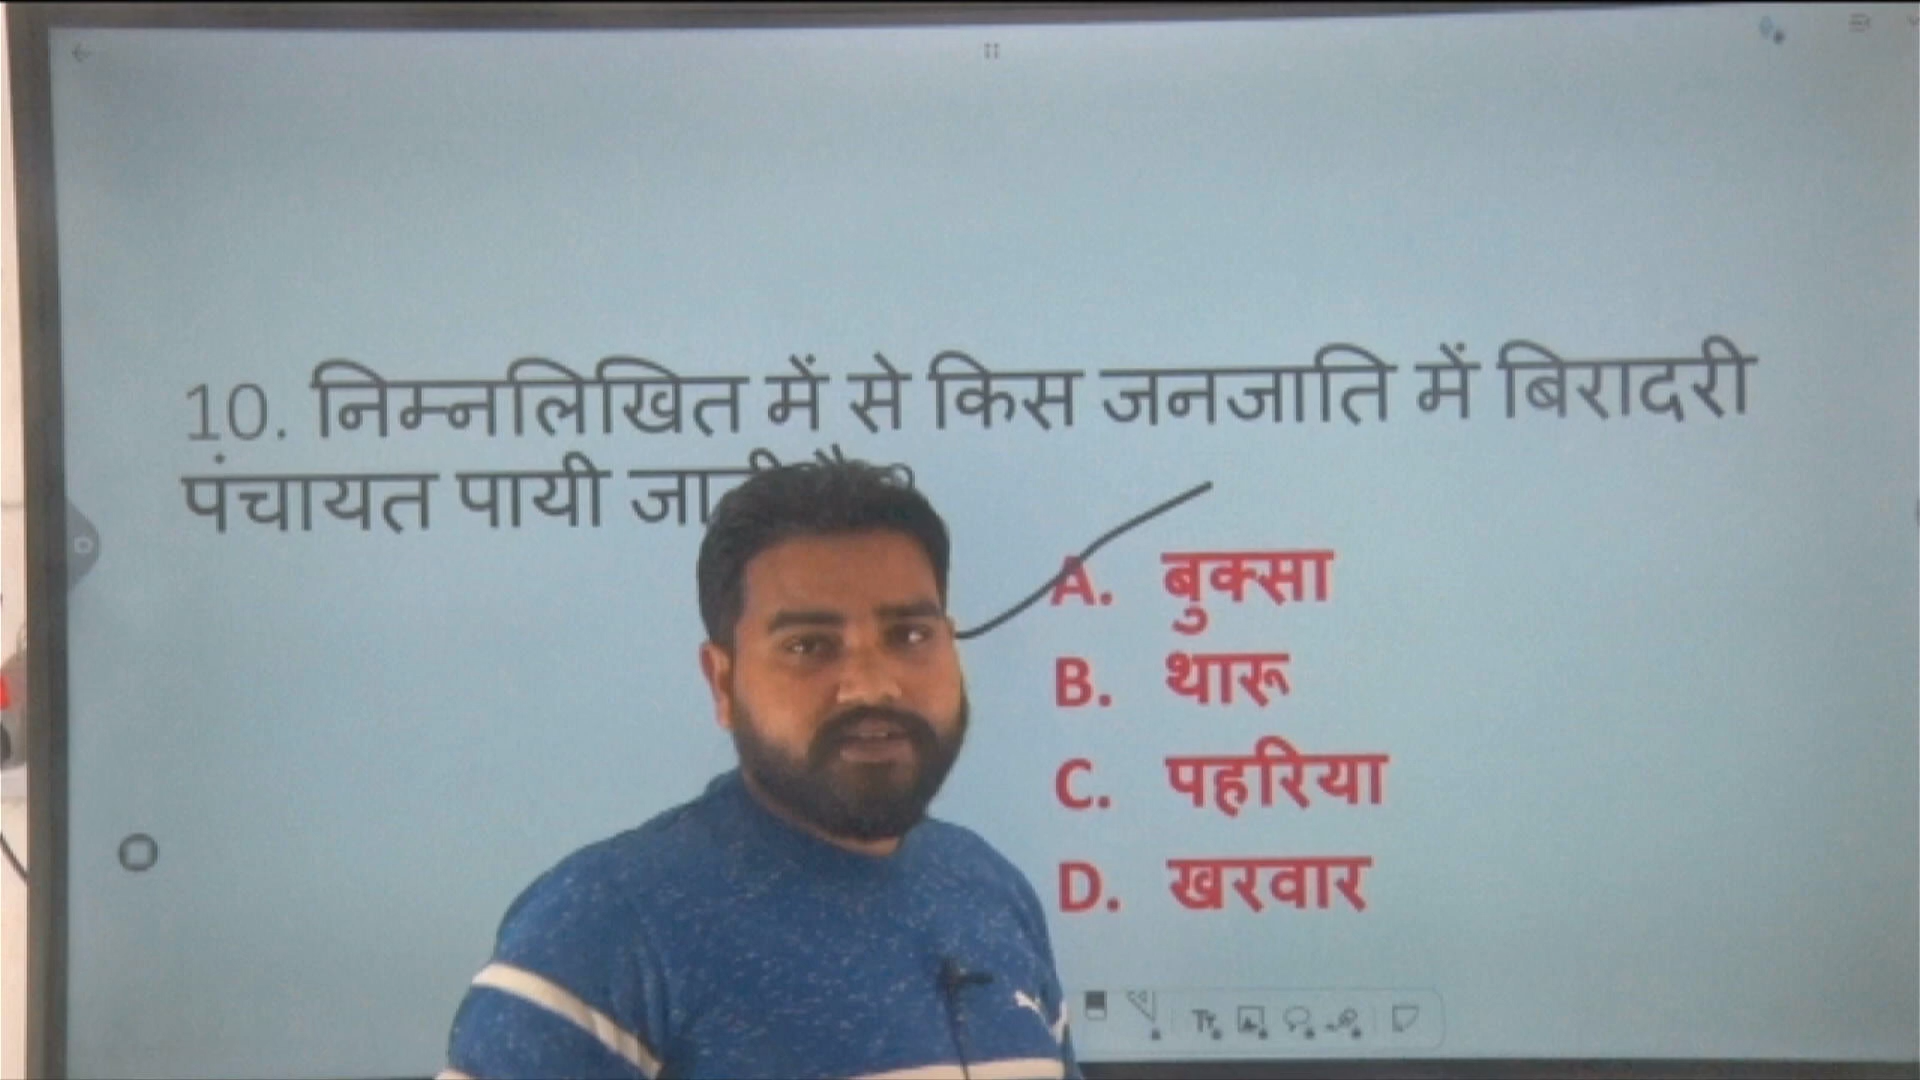 10. निम्नलिखित में से किस जनजाति में बिरादरी
पंचायत पायी
A. बुक्सा
B. थारू
C. पहरिया
D. खरवार